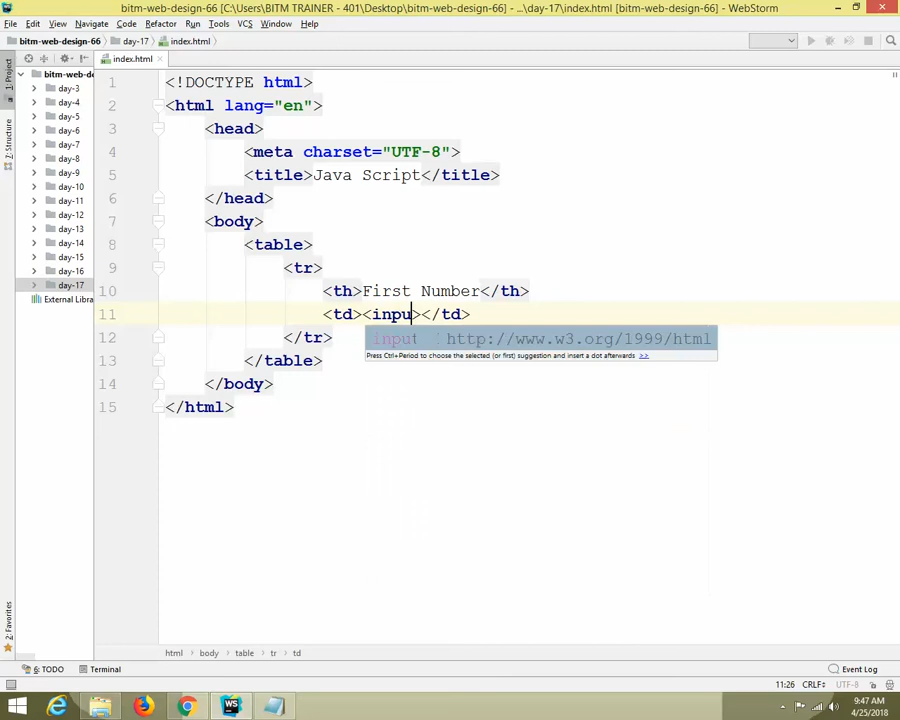 bitm-web-design-66 [C:\Users\BITM TRAINER - 401\Desktop\bitm-web-design-66] - ...\day-17\index.html [bitm-web-design-66] - WebStorm
File Edit View Navigate Code Refactor Run Tools VCS Window Help
bitm-web-design-66 day-17 index.html
index.html
1: Project
7: Structure
2: Favorites
bitm-web-d
day-3
day-4
day-5
day-6
day-7
day-8
day-9
day-10
day-11
day-12
day-13
day-14
day-15
day-16
day-17
External Libra
1 <!DOCTYPE html>
2 <html lang="en">
3 <head>
4 <meta charset="UTF-8">
5 <title>Java Script</title>
6 </head>
7 <body>
8 <table>
9 <tr>
10 <th>First Number</th>
11 <td><inpu></td>
12 </tr>
13 </table>
14 </body>
15 </html>
input http://www.w3.org/1999/html
Press Ctrl+Period to choose the selected (or first) suggestion and insert a dot afterwards >>
html body table tr td
6: TODO Terminal Event Log
11:26 CRLF UTF-8
9:47 AM
4/25/2018